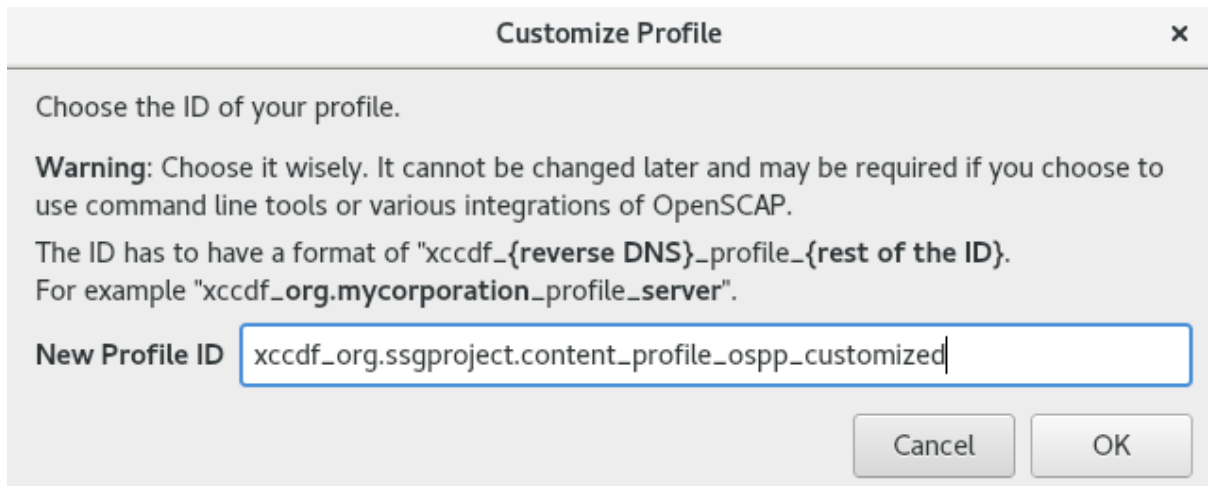 Customize Profile
Choose the ID of your profile.
Warning: Choose it wisely. It cannot be changed later and may be required if you choose to
use command line tools or various integrations of OpenSCAP.
The ID has to have a format of "xccdf_{reverse DNS}_profile_{rest of the ID}.
For example "xccdf_org.mycorporation_profile_server".
New Profile ID xccdf_org.ssgproject.content_profile_ospp_customized
Cancel OK